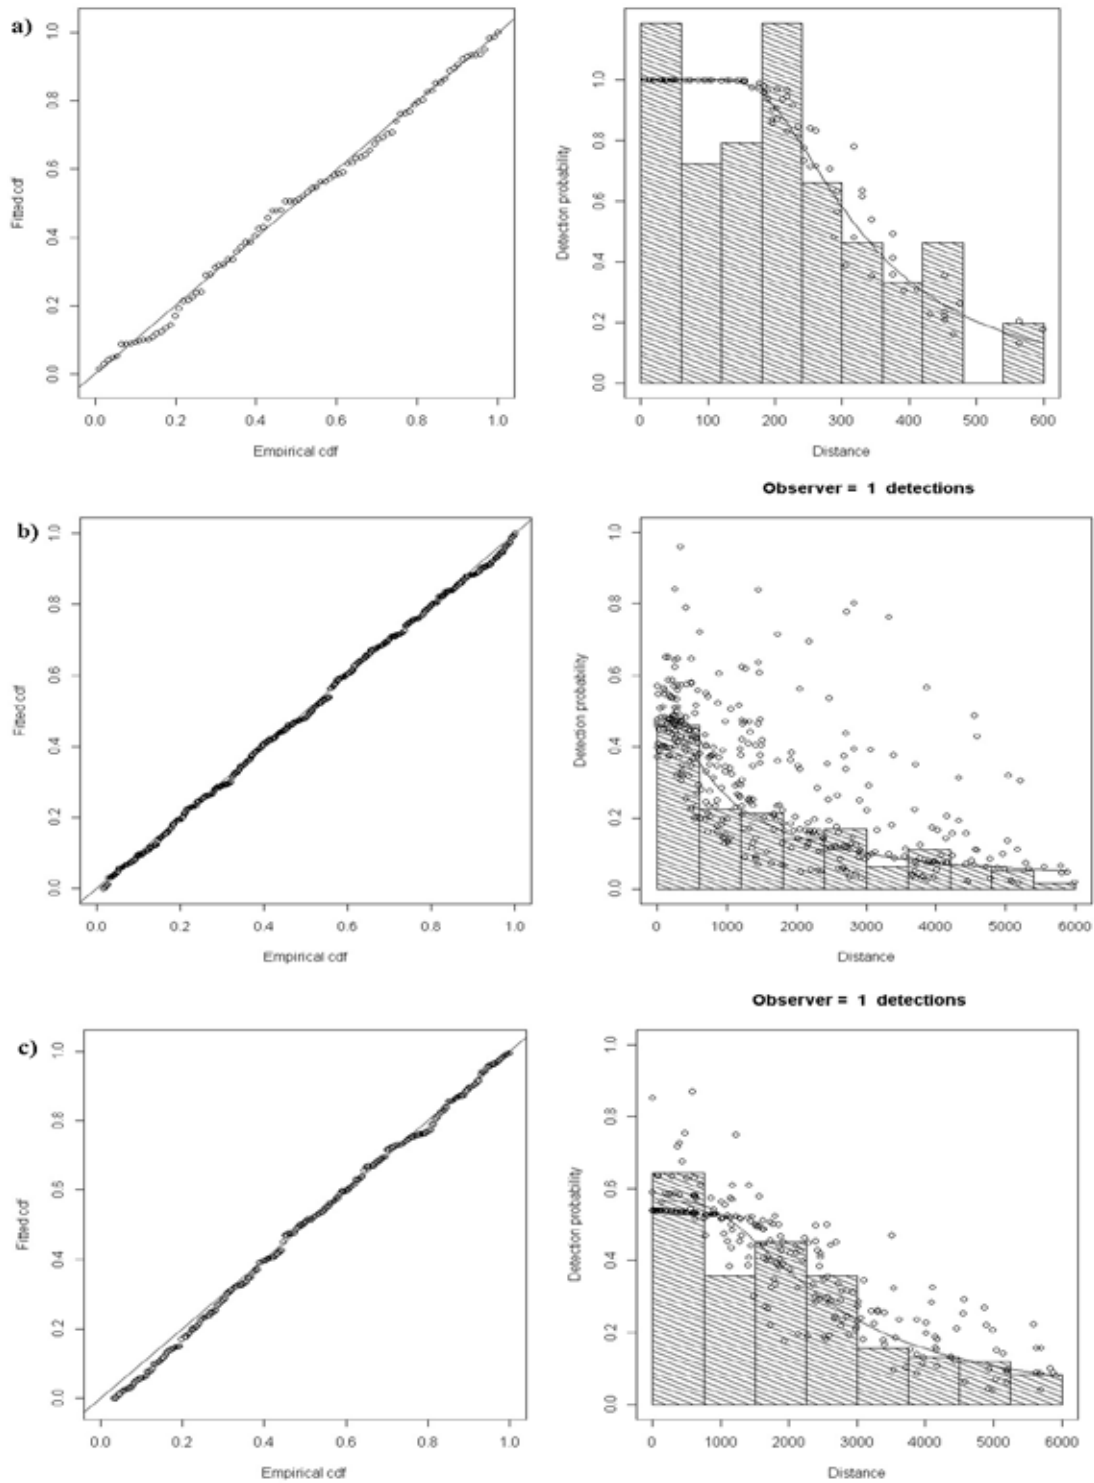 a)
Fitted cdf
0.0 0.2 0.4 0.6 0.8 1.0
0.0 0.2 0.4 0.6 0.8 1.0
Empirical cdf
Detection probability
0.0 0.2 0.4 0.6 0.8 1.0
0 100 200 300 400 500 600
Distance
b)
Fitted cdf
0.0 0.2 0.4 0.6 0.8 1.0
0.0 0.2 0.4 0.6 0.8 1.0
Empirical cdf
Observer = 1 detections
Detection probability
0.0 0.2 0.4 0.6 0.8 1.0
0 1000 2000 3000 4000 5000 6000
Distance
c)
Fitted cdf
0.0 0.2 0.4 0.6 0.8 1.0
0.0 0.2 0.4 0.6 0.8 1.0
Empirical cdf
Observer = 1 detections
Detection probability
0.0 0.2 0.4 0.6 0.8 1.0
0 1000 2000 3000 4000 5000 6000
Distance